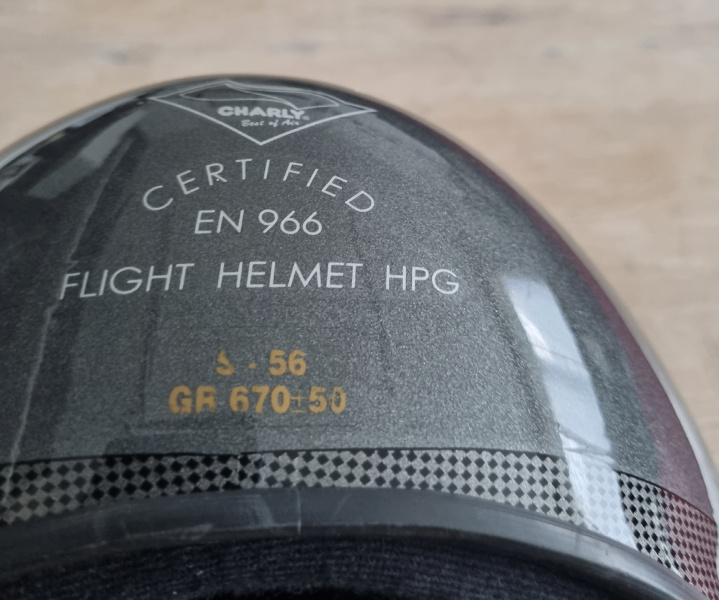 CHARLY®
Best of Air
CERTIFIED
EN 966
FLIGHT HELMET HPG
S - 56
GR 670±50